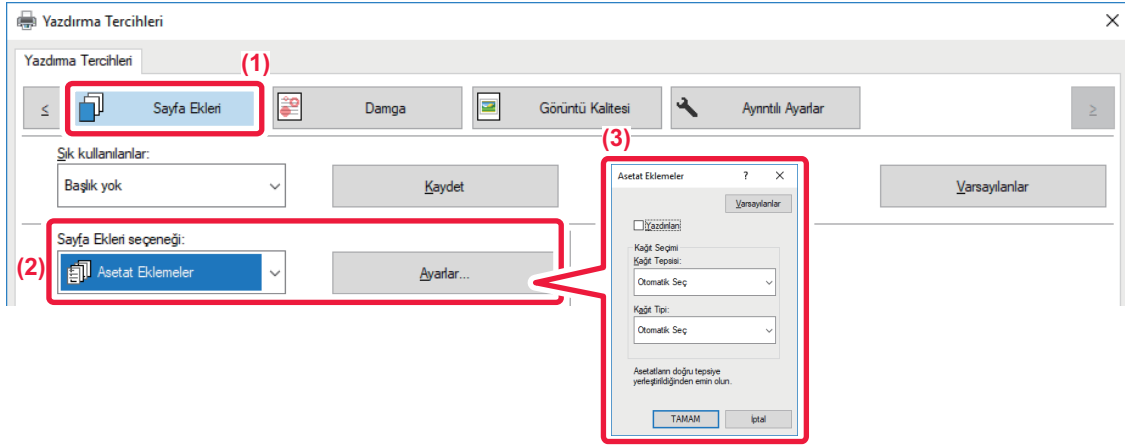 Yazdırma Tercihleri
Yazdırma Tercihleri
(1)
<
Sayfa Ekleri
Damga
Görüntü Kalitesi
Ayrıntılı Ayarlar
>
Sık kullanılanlar:
Başlık yok
Kaydet
Varsayılanlar
(2)
Sayfa Ekleri seçeneği:
Asetat Eklemeler
Ayarlar...
(3)
Asetat Eklemeler
?
Varsayılanlar
Yazdırılan
Kağıt Seçimi
Kağıt Tepsisi:
Otomatik Seç
Kağıt Tipi:
Otomatik Seç
Asetatların doğru tepsiye
yerleştirildiğinden emin olun.
TAMAM
İptal